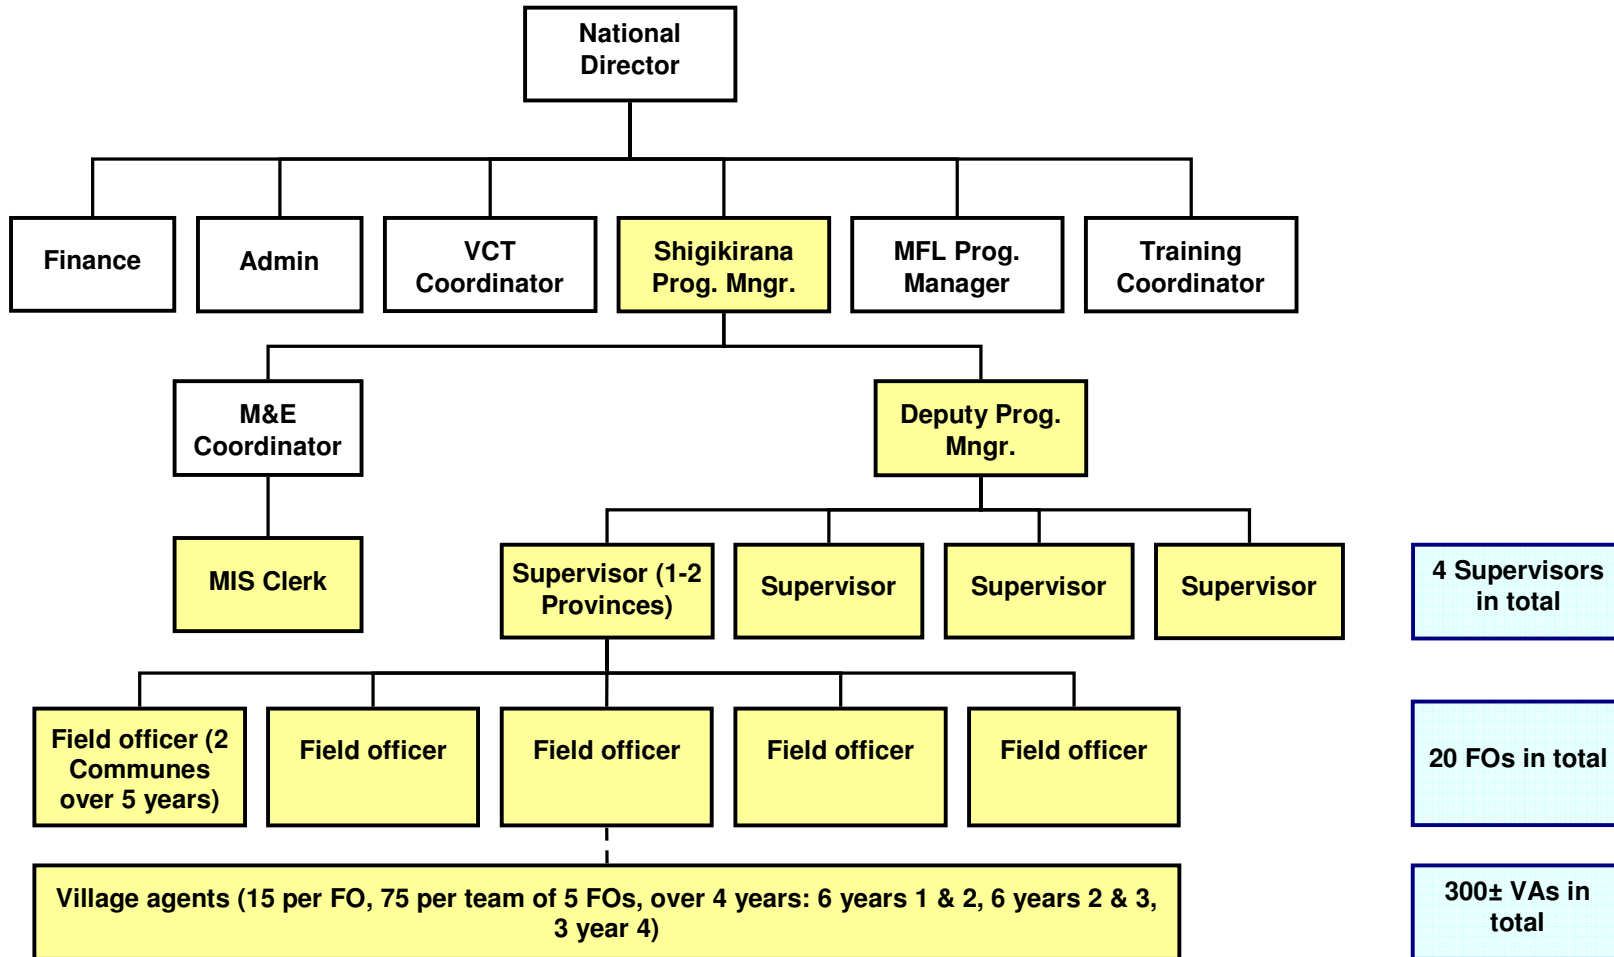 National
Director
Finance
Admin
VCT
Coordinator
Shigikirana
Prog. Mngr.
MFL Prog.
Manager
Training
Coordinator
M&E
Coordinator
Deputy Prog.
Mngr.
MIS Clerk
Supervisor (1-2
Provinces)
Supervisor
Supervisor
Supervisor
4 Supervisors
in total
Field officer (2
Communes
over 5 years)
Field officer
Field officer
Field officer
Field officer
20 FOs in total
Village agents (15 per FO, 75 per team of 5 FOs, over 4 years: 6 years 1 & 2, 6 years 2 & 3,
3 year 4)
300± VAs in
total